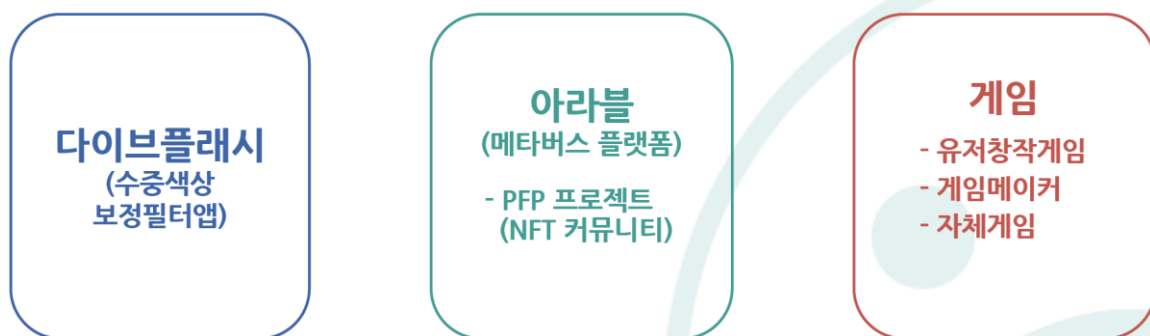 다이브플래시
(수중색상
보정필터앱)
아라블
(메타버스 플랫폼)
- PFP 프로젝트
(NFT 커뮤니티)
게임
- 유저창작게임
- 게임메이커
- 자체게임